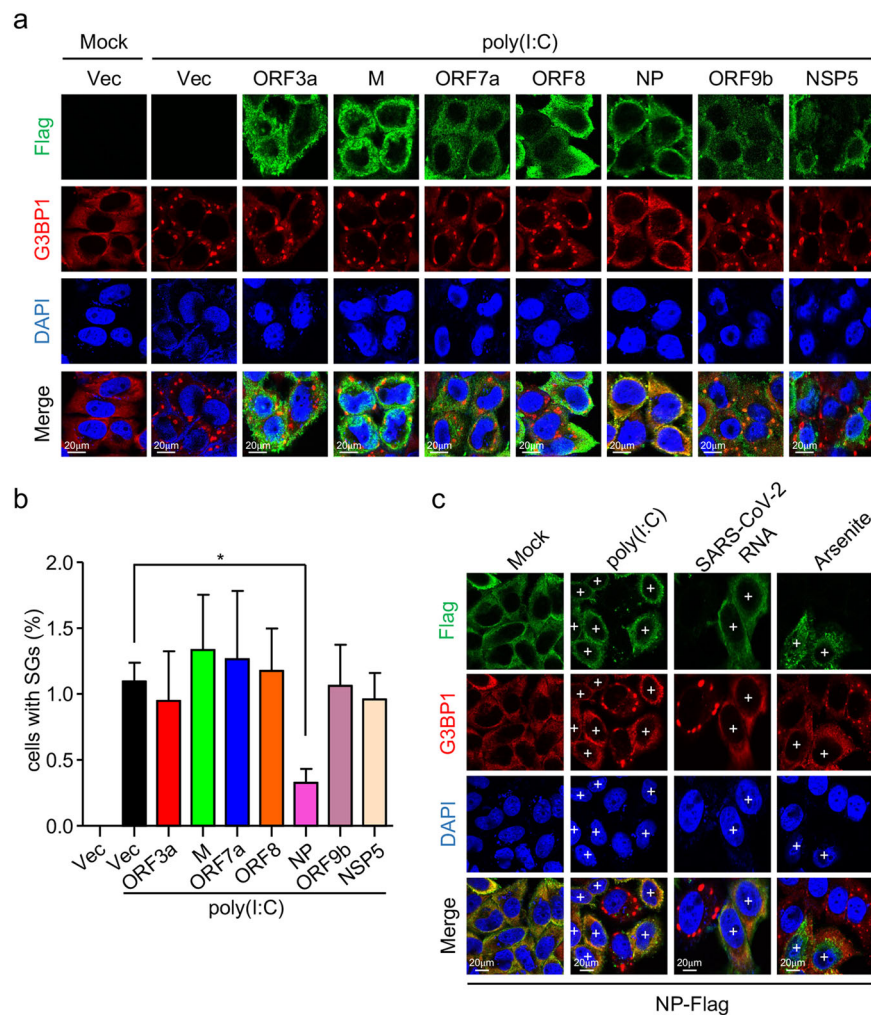 a
Mock poly(I:C)
Vec Vec ORF3a M ORF7a ORF8 NP ORF9b NSP5
Flag
G3BP1
DAPI
Merge
20μm 20μm 20μm 20μm 20μm 20μm 20μm 20μm 20μm
b
*
cells with SGs (%)
2.0
1.5
1.0
0.5
0.0
Vec Vec ORF3a M ORF7a ORF8 NP ORF9b NSP5
poly(I:C)
c
Mock poly(I:C) SARS-CoV-2 RNA Arsenite
Flag
+ + + + + + + + + +
G3BP1
+ + + + + + + + + +
DAPI
+ + + + + + + + + +
Merge
+ + + + + + + + + +
20μm 20μm 20μm 20μm
NP-Flag